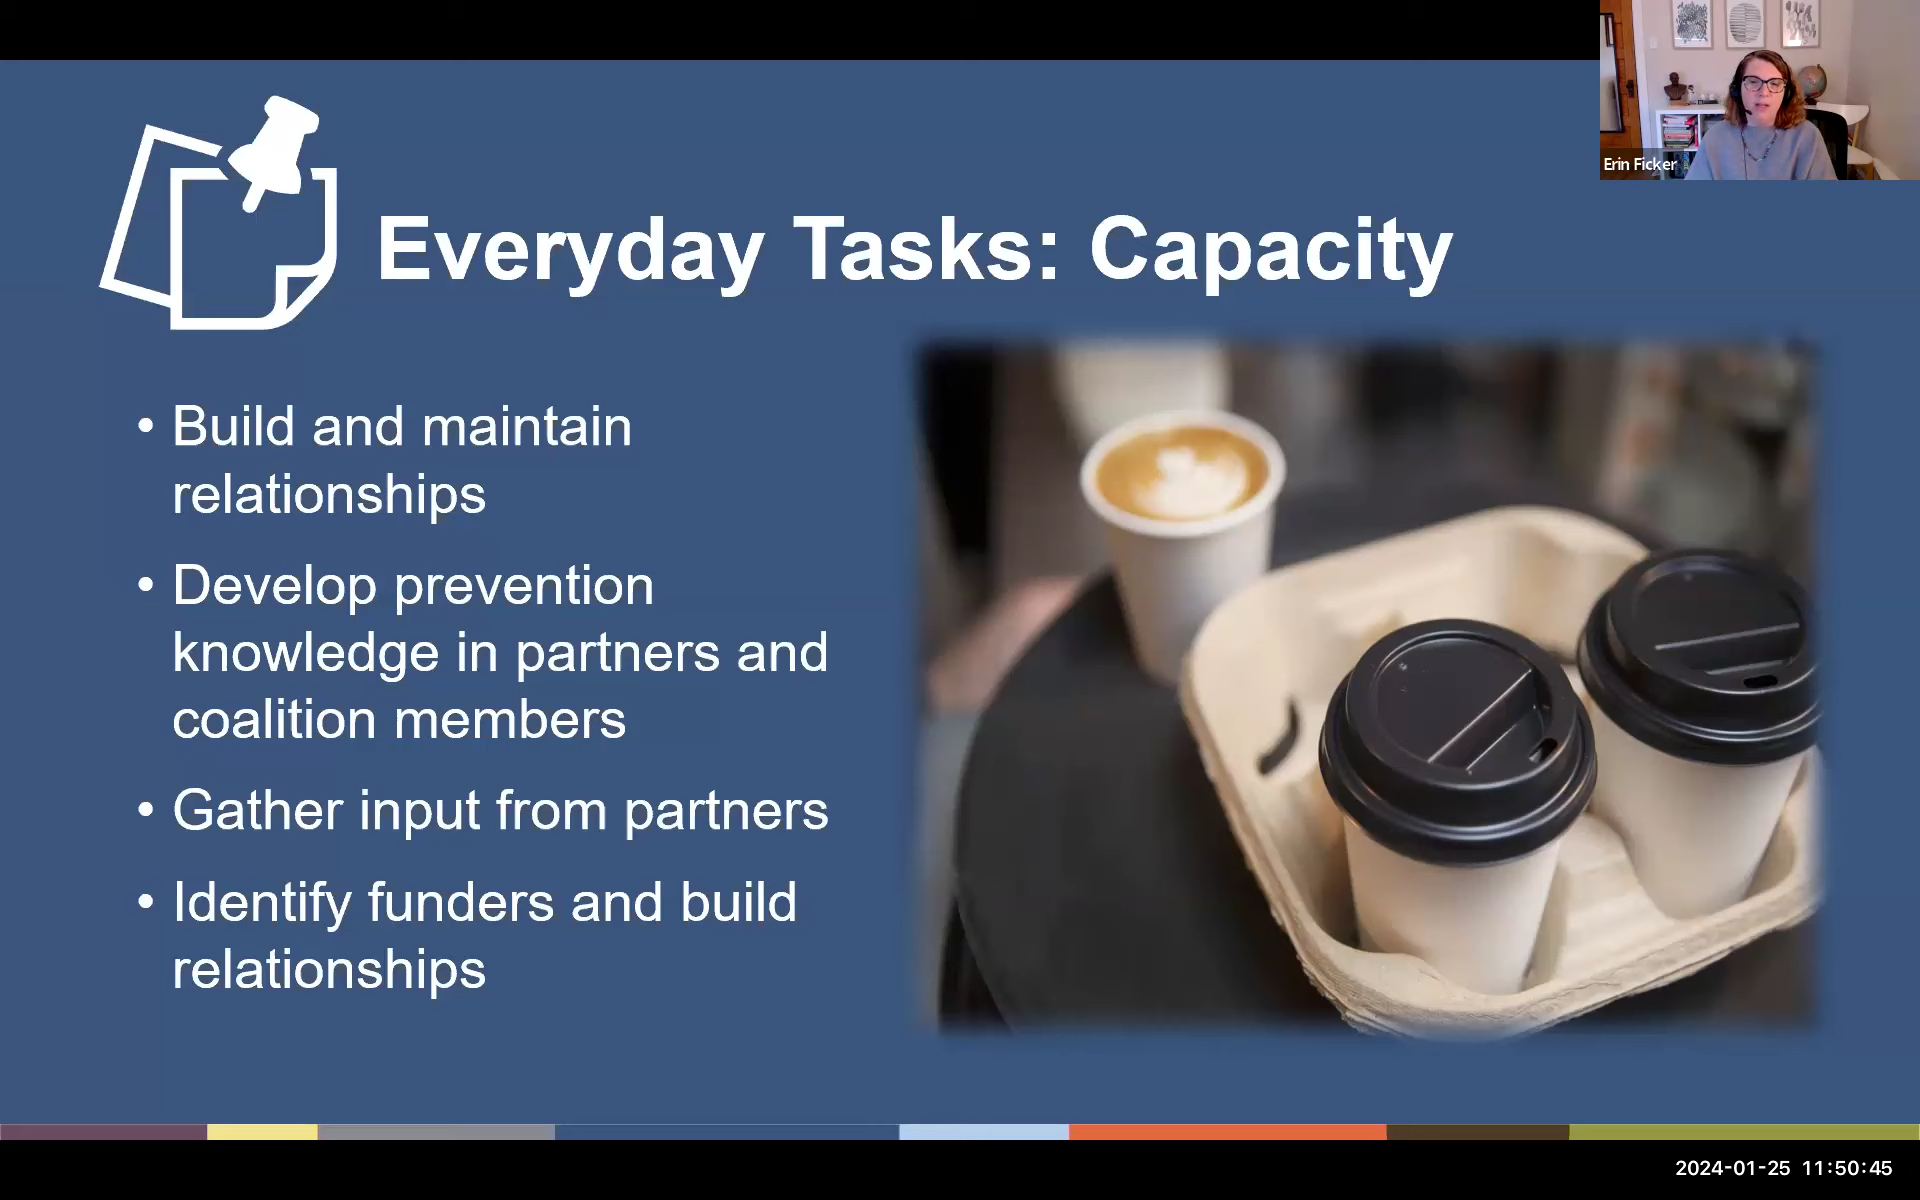 Erin Ficker
Everyday Tasks: Capacity
• Build and maintain
relationships
• Develop prevention
knowledge in partners and
coalition members
• Gather input from partners
• Identify funders and build
relationships
2024-01-25 11:50:45